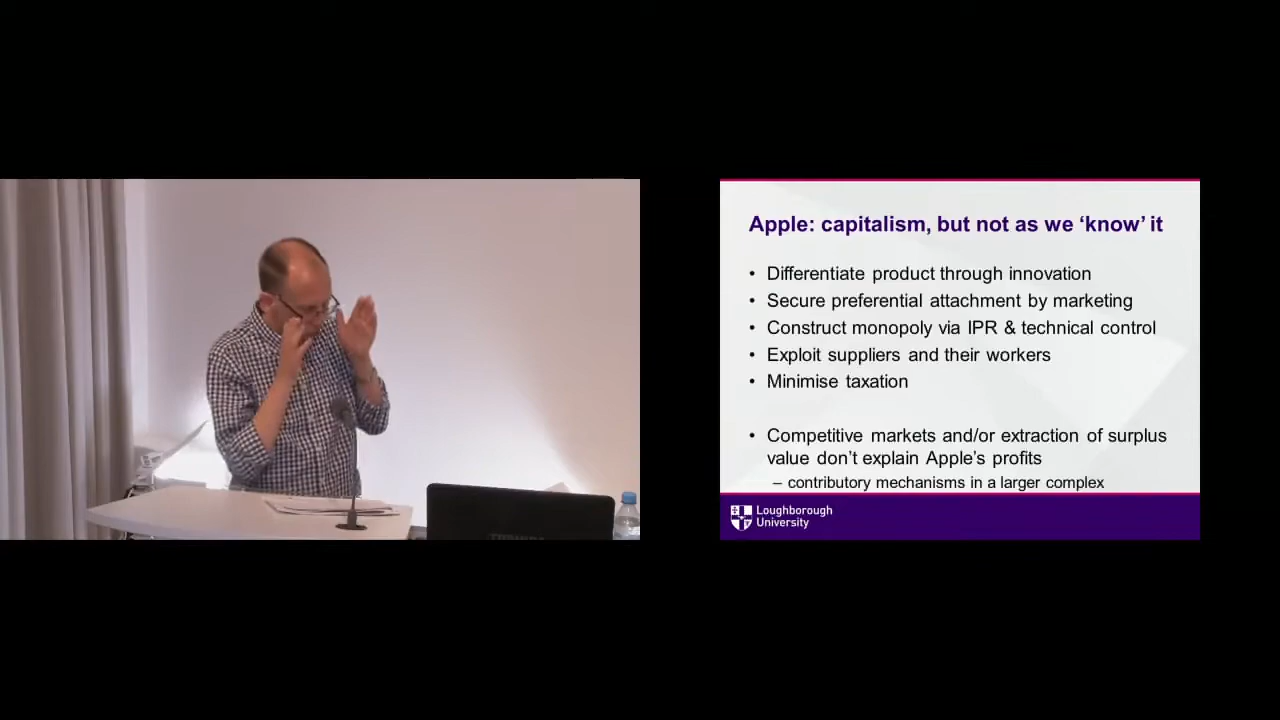 Apple: capitalism, but not as we ‘know’ it
• Differentiate product through innovation
• Secure preferential attachment by marketing
• Construct monopoly via IPR & technical control
• Exploit suppliers and their workers
• Minimise taxation
• Competitive markets and/or extraction of surplus
value don’t explain Apple’s profits
– contributory mechanisms in a larger complex
Loughborough
University